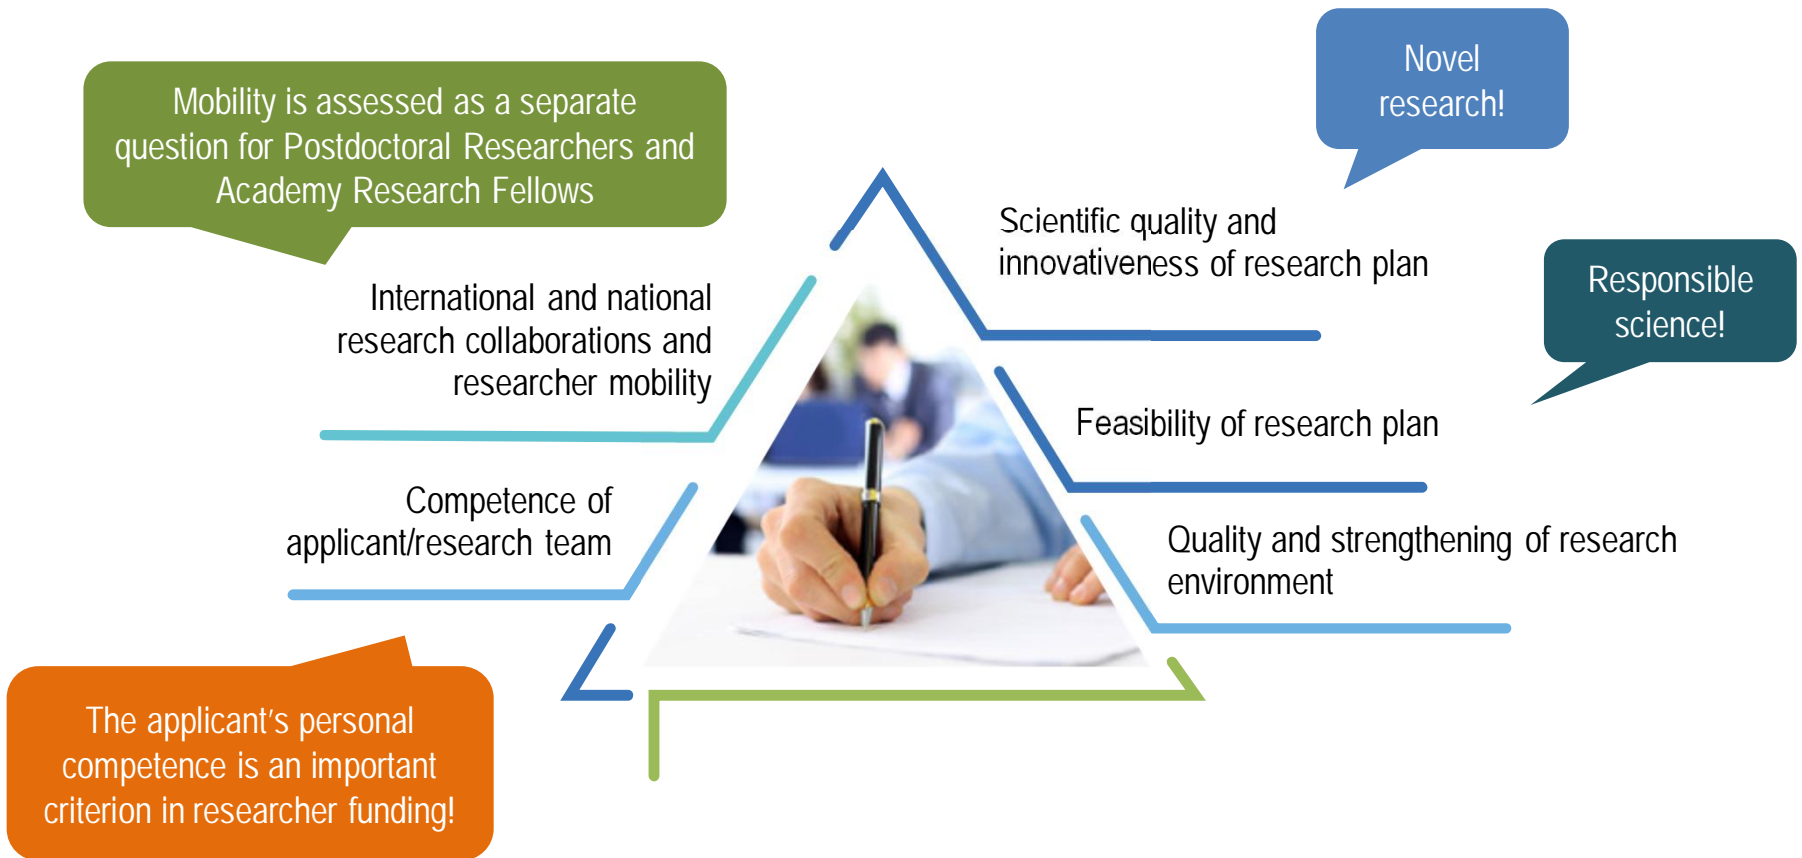 Mobility is assessed as a separate
question for Postdoctoral Researchers and
Academy Research Fellows
International and national
research collaborations and
researcher mobility
Competence of
applicant/research team
The applicant's personal
competence is an important
criterion in researcher funding!
Novel
research!
Scientific quality and
innovativeness of research plan
Responsible
science!
Feasibility of research plan
Quality and strengthening of research
environment